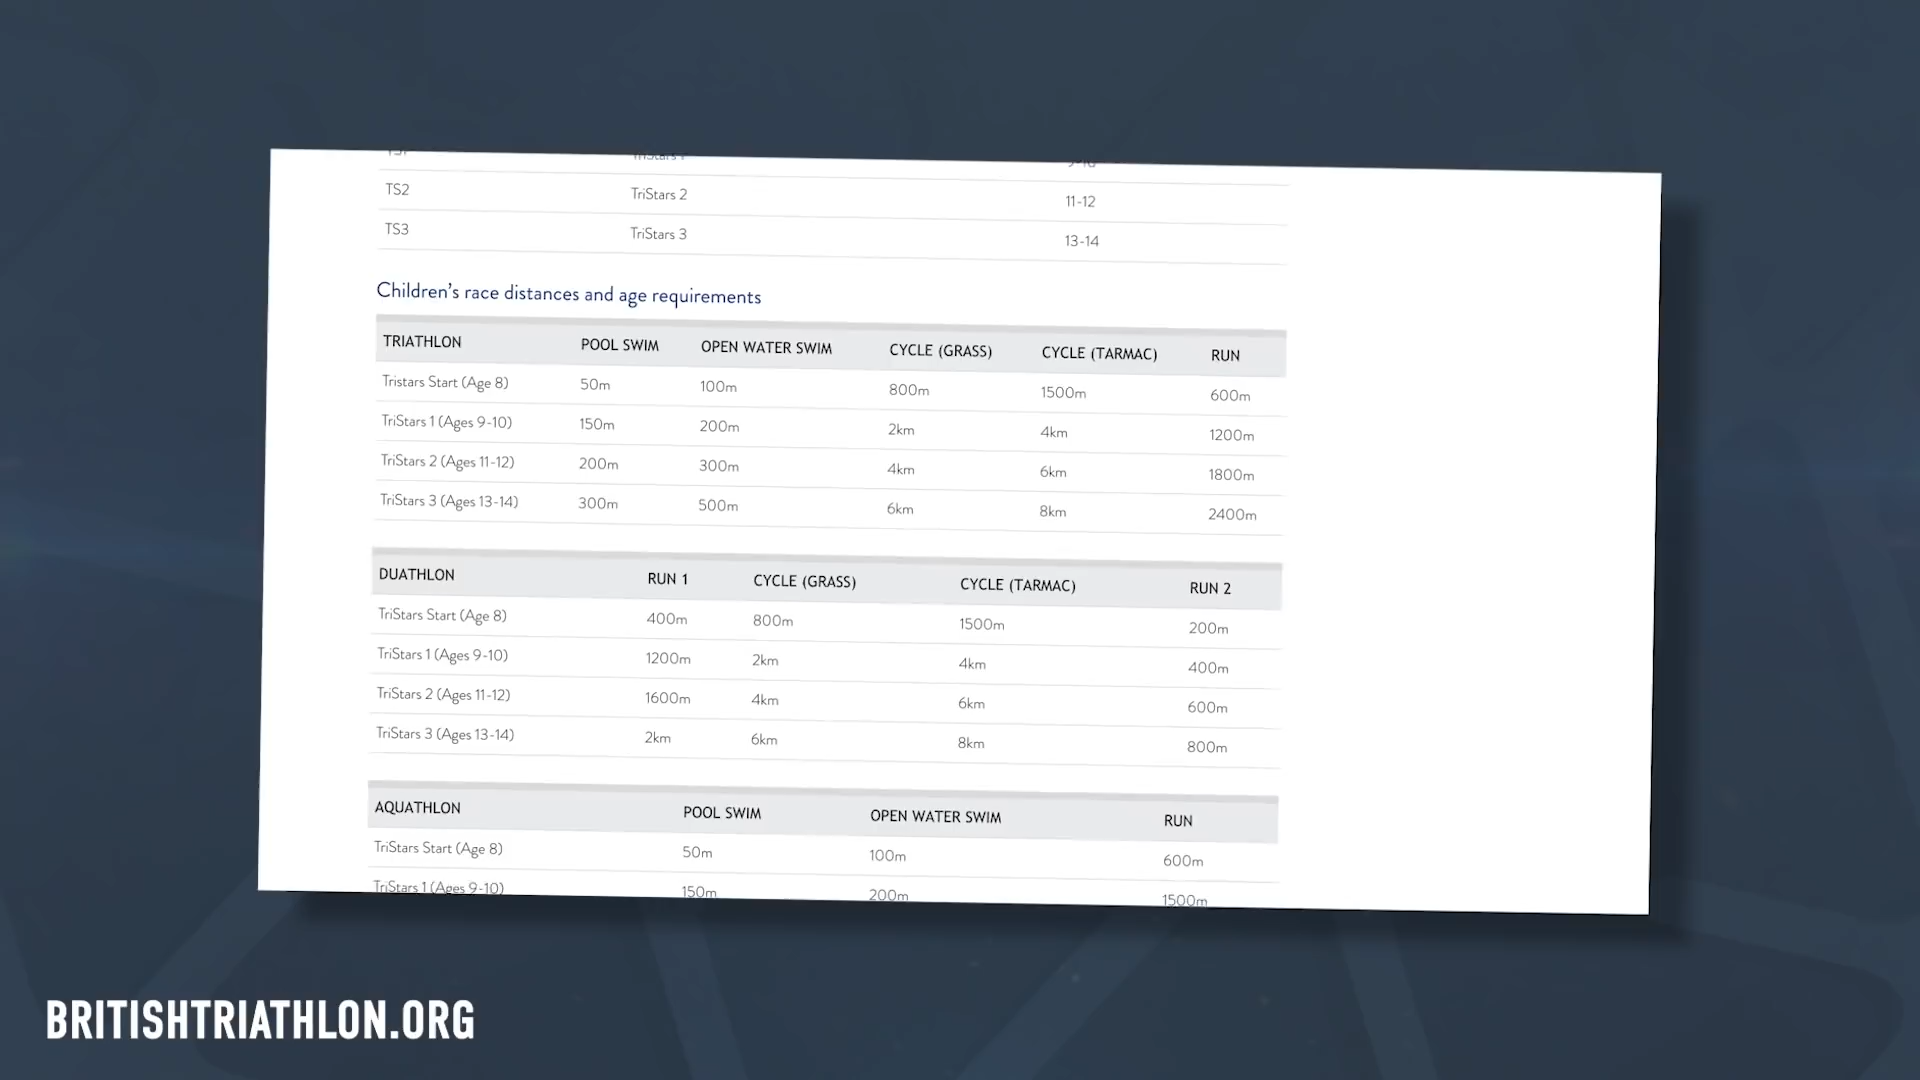 TS1 TriStars 1 9-10
TS2 TriStars 2 11-12
TS3 TriStars 3 13-14
Children's race distances and age requirements
TRIATHLON POOL SWIM OPEN WATER SWIM CYCLE (GRASS) CYCLE (TARMAC) RUN
Tristars Start (Age 8) 50m 100m 800m 1500m 600m
TriStars 1 (Ages 9-10) 150m 200m 2km 4km 1200m
TriStars 2 (Ages 11-12) 200m 300m 4km 6km 1800m
TriStars 3 (Ages 13-14) 300m 500m 6km 8km 2400m
DUATHLON RUN 1 CYCLE (GRASS) CYCLE (TARMAC) RUN 2
TriStars Start (Age 8) 400m 800m 1500m 200m
TriStars 1 (Ages 9-10) 1200m 2km 4km 400m
TriStars 2 (Ages 11-12) 1600m 4km 6km 600m
TriStars 3 (Ages 13-14) 2km 6km 8km 800m
AQUATHLON POOL SWIM OPEN WATER SWIM RUN
TriStars Start (Age 8) 50m 100m 600m
TriStars 1 (Ages 9-10) 150m 200m 1500m
BRITISHTRIATHLON.ORG